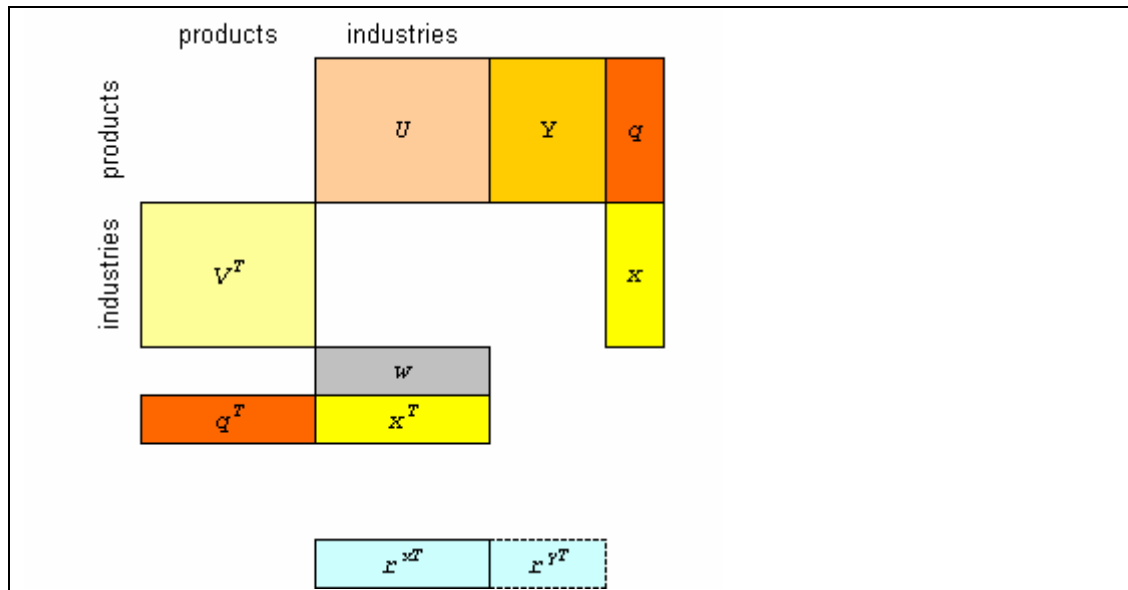 products industries
products
U Y q
industries
V^T x
w
q^T x^T
r^xT r^YT